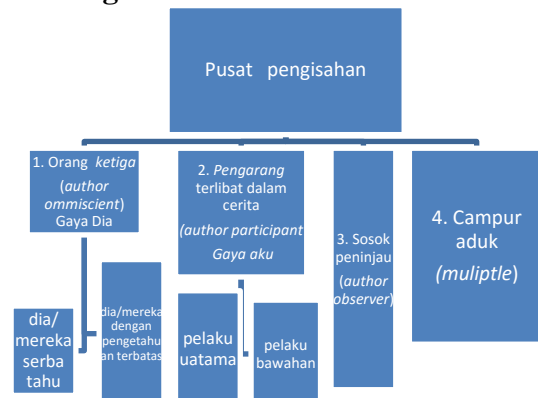 Pusat pengisahan
1. Orang ketiga
(author
ommiscient)
Gaya Dia
2. Pengarang
terlibat dalam
cerita
(author participant
Gaya aku
3. Sosok
peninjau
(author
observer)
4. Campur
aduk
(muliptle)
dia/
mereka
serba
tahu
dia/mereka
dengan
pengetahu
an terbatas
pelaku
uatama
pelaku
bawahan